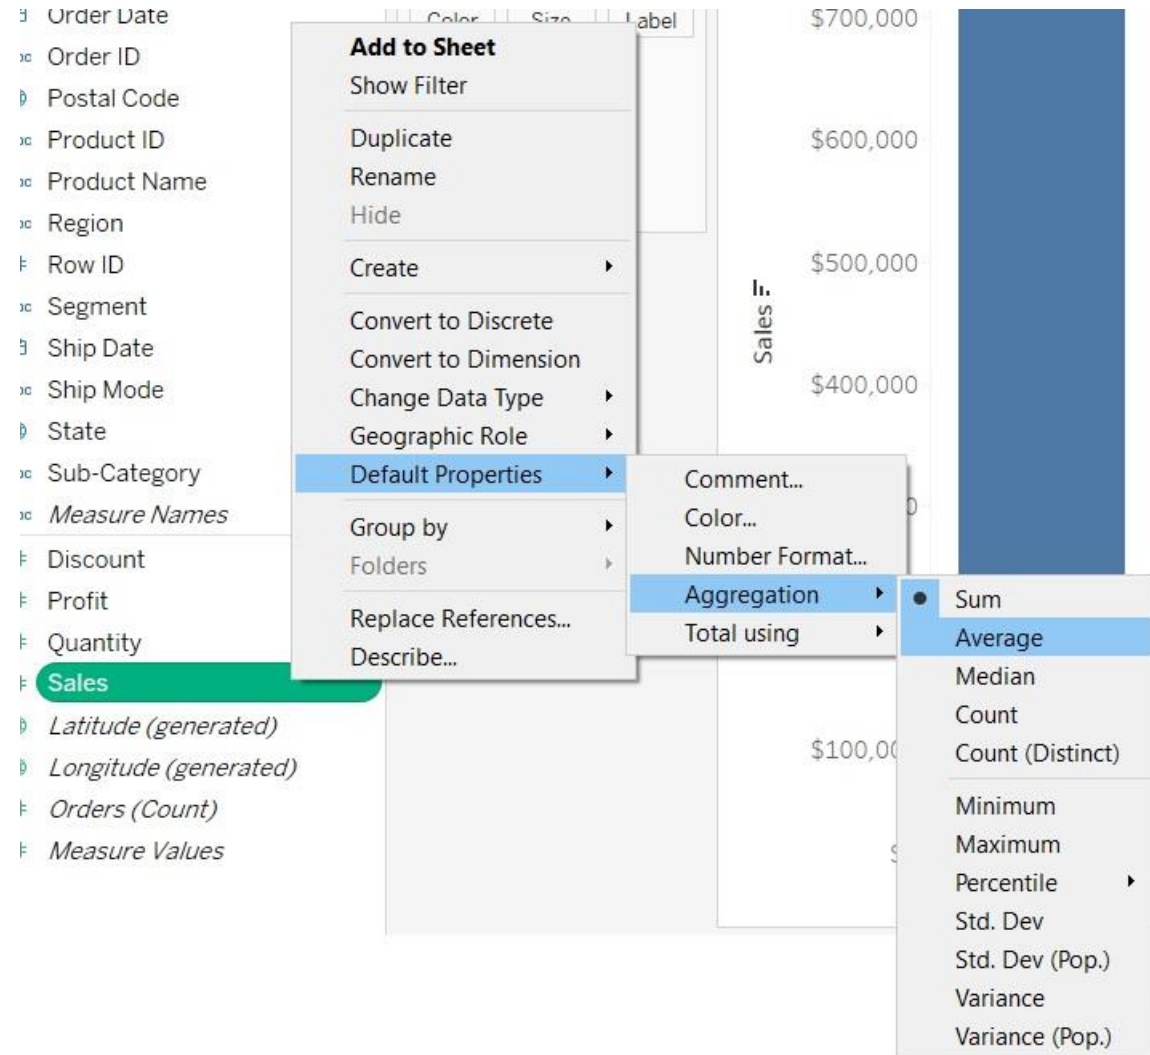 Order Date
Order ID
Postal Code
Product ID
Product Name
Region
Row ID
Segment
Ship Date
Ship Mode
State
Sub-Category
Measure Names
Discount
Profit
Quantity
Sales
Latitude (generated)
Longitude (generated)
Orders (Count)
Measure Values
Color Size Label
Add to Sheet
Show Filter
Duplicate
Rename
Hide
Create
Convert to Discrete
Convert to Dimension
Change Data Type
Geographic Role
Default Properties
Group by
Folders
Replace References...
Describe...
Comment...
Color...
Number Format...
Aggregation
Total using
Sum
Average
Median
Count
Count (Distinct)
Minimum
Maximum
Percentile
Std. Dev
Std. Dev (Pop.)
Variance
Variance (Pop.)
Sales
$700,000
$600,000
$500,000
$400,000